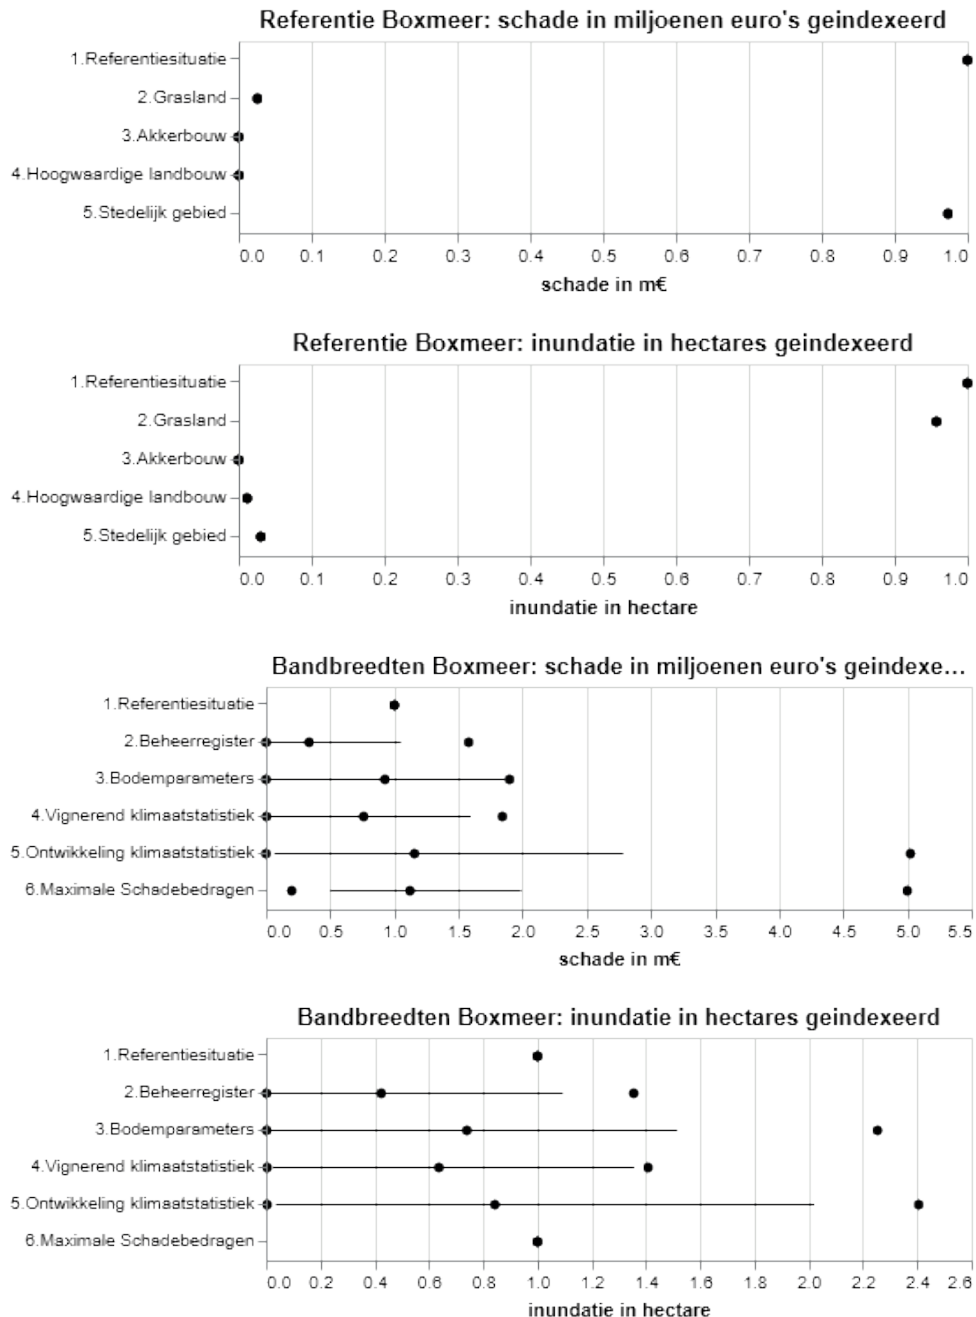 Referentie Boxmeer: schade in miljoenen euro's geindexeerd
1.Referentiesituatie
2.Grasland
3.Akkerbouw
4.Hoogwaardige landbouw
5.Stedelijk gebied
0.0 0.1 0.2 0.3 0.4 0.5 0.6 0.7 0.8 0.9 1.0
schade in m€
Referentie Boxmeer: inundatie in hectares geindexeerd
1.Referentiesituatie
2.Grasland
3.Akkerbouw
4.Hoogwaardige landbouw
5.Stedelijk gebied
0.0 0.1 0.2 0.3 0.4 0.5 0.6 0.7 0.8 0.9 1.0
inundatie in hectare
Bandbreedten Boxmeer: schade in miljoenen euro's geindexe...
1.Referentiesituatie
2.Beheerregister
3.Bodemparameters
4.Vignerend klimaatstatistiek
5.Ontwikkeling klimaatstatistiek
6.Maximale Schadebedragen
0.0 0.5 1.0 1.5 2.0 2.5 3.0 3.5 4.0 4.5 5.0 5.5
schade in m€
Bandbreedten Boxmeer: inundatie in hectares geindexeerd
1.Referentiesituatie
2.Beheerregister
3.Bodemparameters
4.Vignerend klimaatstatistiek
5.Ontwikkeling klimaatstatistiek
6.Maximale Schadebedragen
0.0 0.2 0.4 0.6 0.8 1.0 1.2 1.4 1.6 1.8 2.0 2.2 2.4 2.6
inundatie in hectare